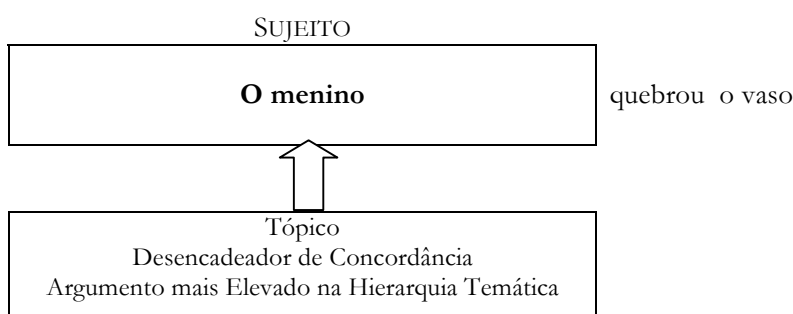 SUJEITO
O menino quebrou o vaso
Tópico
Desencadeador de Concordância
Argumento mais Elevado na Hierarquia Temática